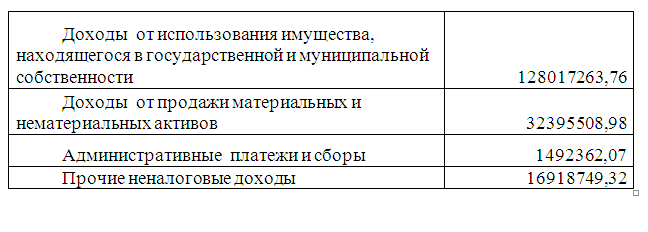 Доходы от использования имущества,
находящегося в государственной и муниципальной
собственности 128017263,76
Доходы от продажи материальных и
нематериальных активов 32395508,98
Административные платежи и сборы 1492362,07
Прочие неналоговые доходы 16918749,32